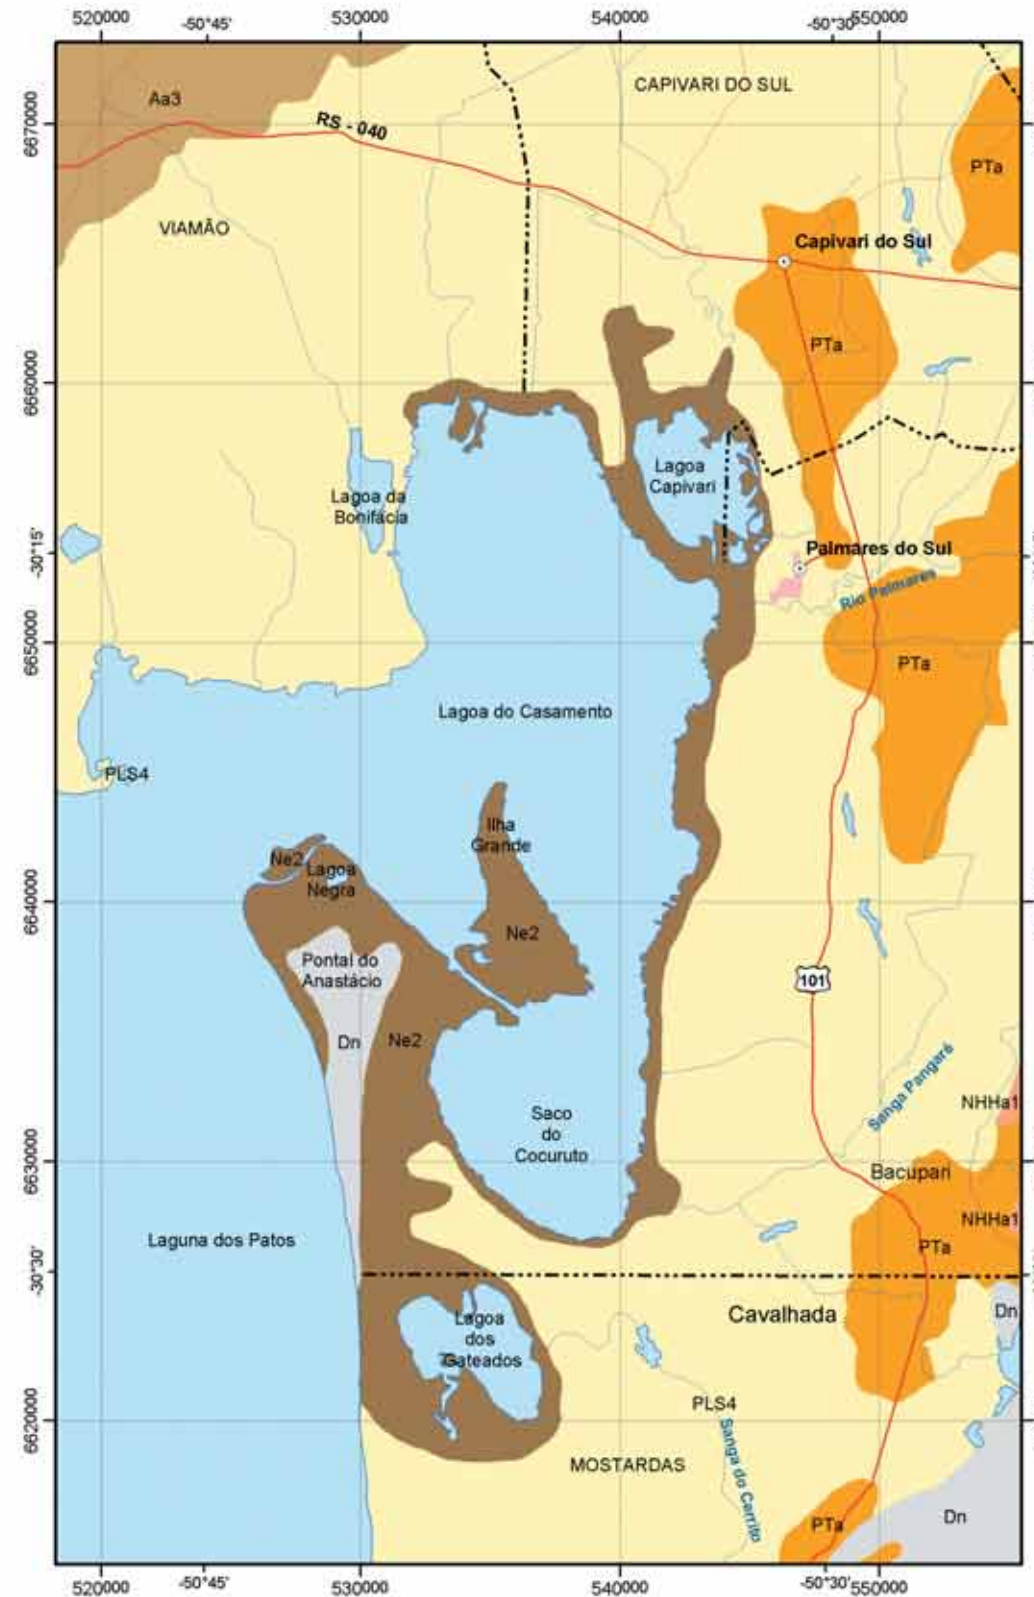 520000
-50°45'
530000
540000
-50°30'
550000
6670000
CAPIVARI DO SUL
Aa3
RS - 040
PTa
VIAMÃO
Capivari do Sul
PTa
6660000
Lagoa
Capivari
Lagoa da
Bonifácia
-30°15'
Palmares do Sul
Rio Palmares
6650000
PTa
Lagoa do Casamento
PLS4
Ilha
Grande
Ne2
Lagoa
Negra
6640000
Ne2
Pontal do
Anastácio
101
Dn
Ne2
Sanga Pangaré
NHHa1
Saco
do
Cocuruto
6630000
Bacupari
NHHa1
Laguna dos Patos
PTa
-30°30'
Cavalhada
Dn
Lagoa
dos
Gateados
PLS4
6620000
Sanga do Cerrito
MOSTARDAS
Dn
PTa
520000
-50°45'
530000
540000
-50°30'
550000